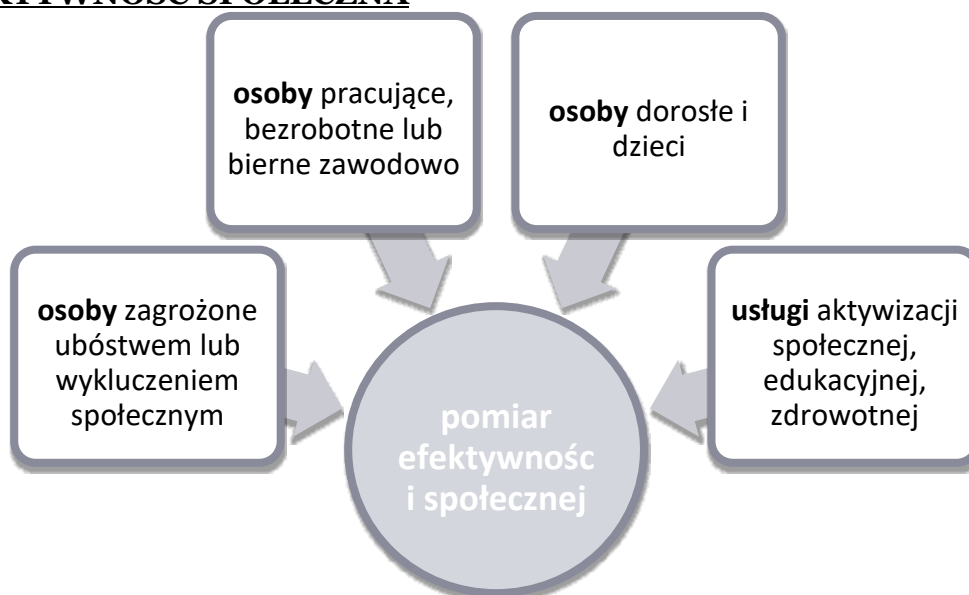 osoby pracujące,
bezrobotne lub
bierne zawodowo
osoby dorosłe i
dzieci
osoby zagrożone
ubóstwem lub
wykluczeniem
społecznym
usługi aktywizacji
społecznej,
edukacyjnej,
zdrowotnej
pomiar
efektywnośc
i społecznej